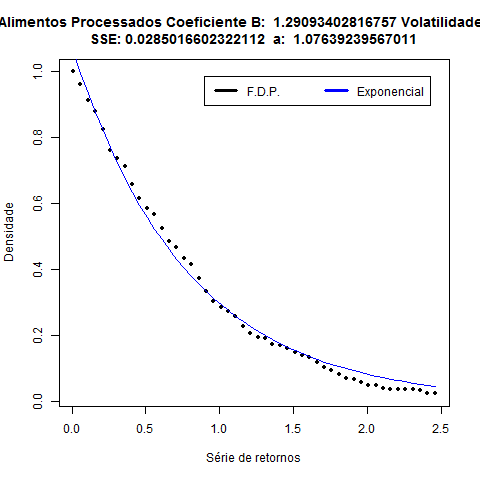 Alimentos Processados Coeficiente B: 1.29093402816757 Volatilidade
SSE: 0.0285016602322112 a: 1.07639239567011
F.D.P.
Exponencial
Densidade
1.0
0.8
0.6
0.4
0.2
0.0
0.0 0.5 1.0 1.5 2.0 2.5
Série de retornos